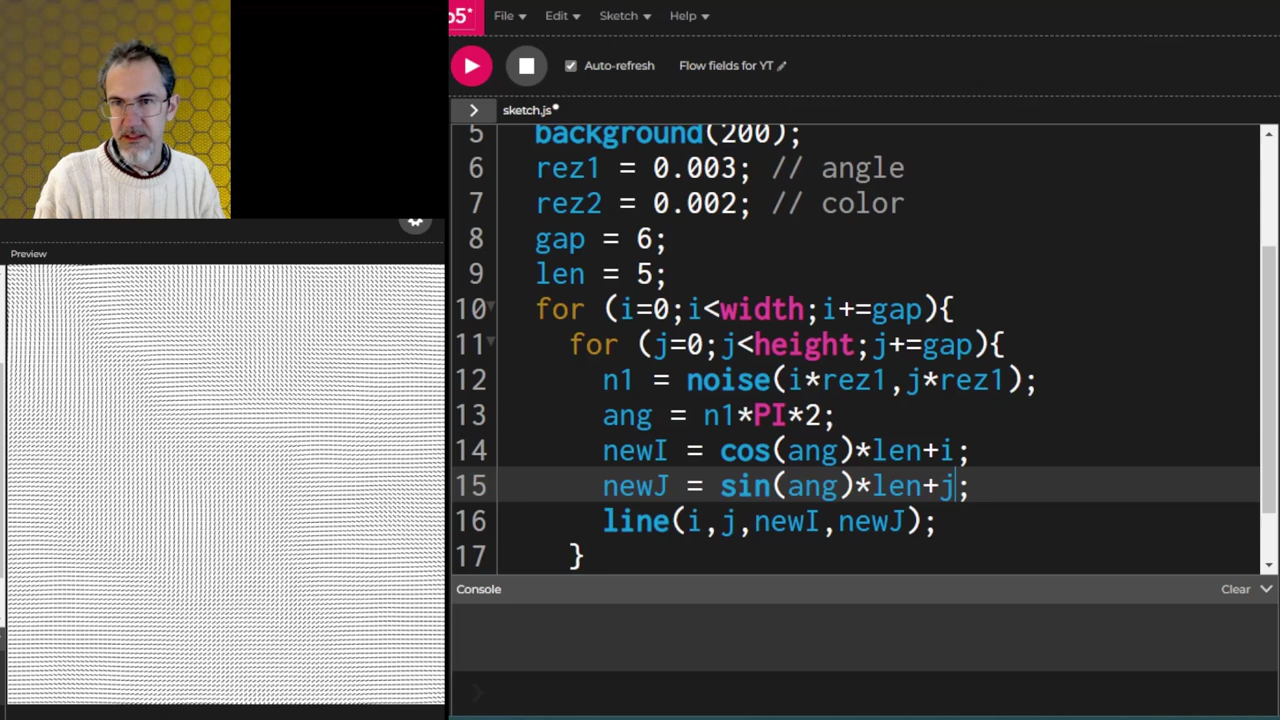 p5*
File
Edit
Sketch
Help
Auto-refresh
Flow fields for YT
sketch.js
5 background(200);
6 rez1 = 0.003; // angle
7 rez2 = 0.002; // color
8 gap = 6;
9 len = 5;
10 for (i=0;i<width;i+=gap){
11 for (j=0;j<height;j+=gap){
12 n1 = noise(i*rez1,j*rez1);
13 ang = n1*PI*2;
14 newI = cos(ang)*len+i;
15 newJ = sin(ang)*len+j;
16 line(i,j,newI,newJ);
17 }
Preview
Console
Clear